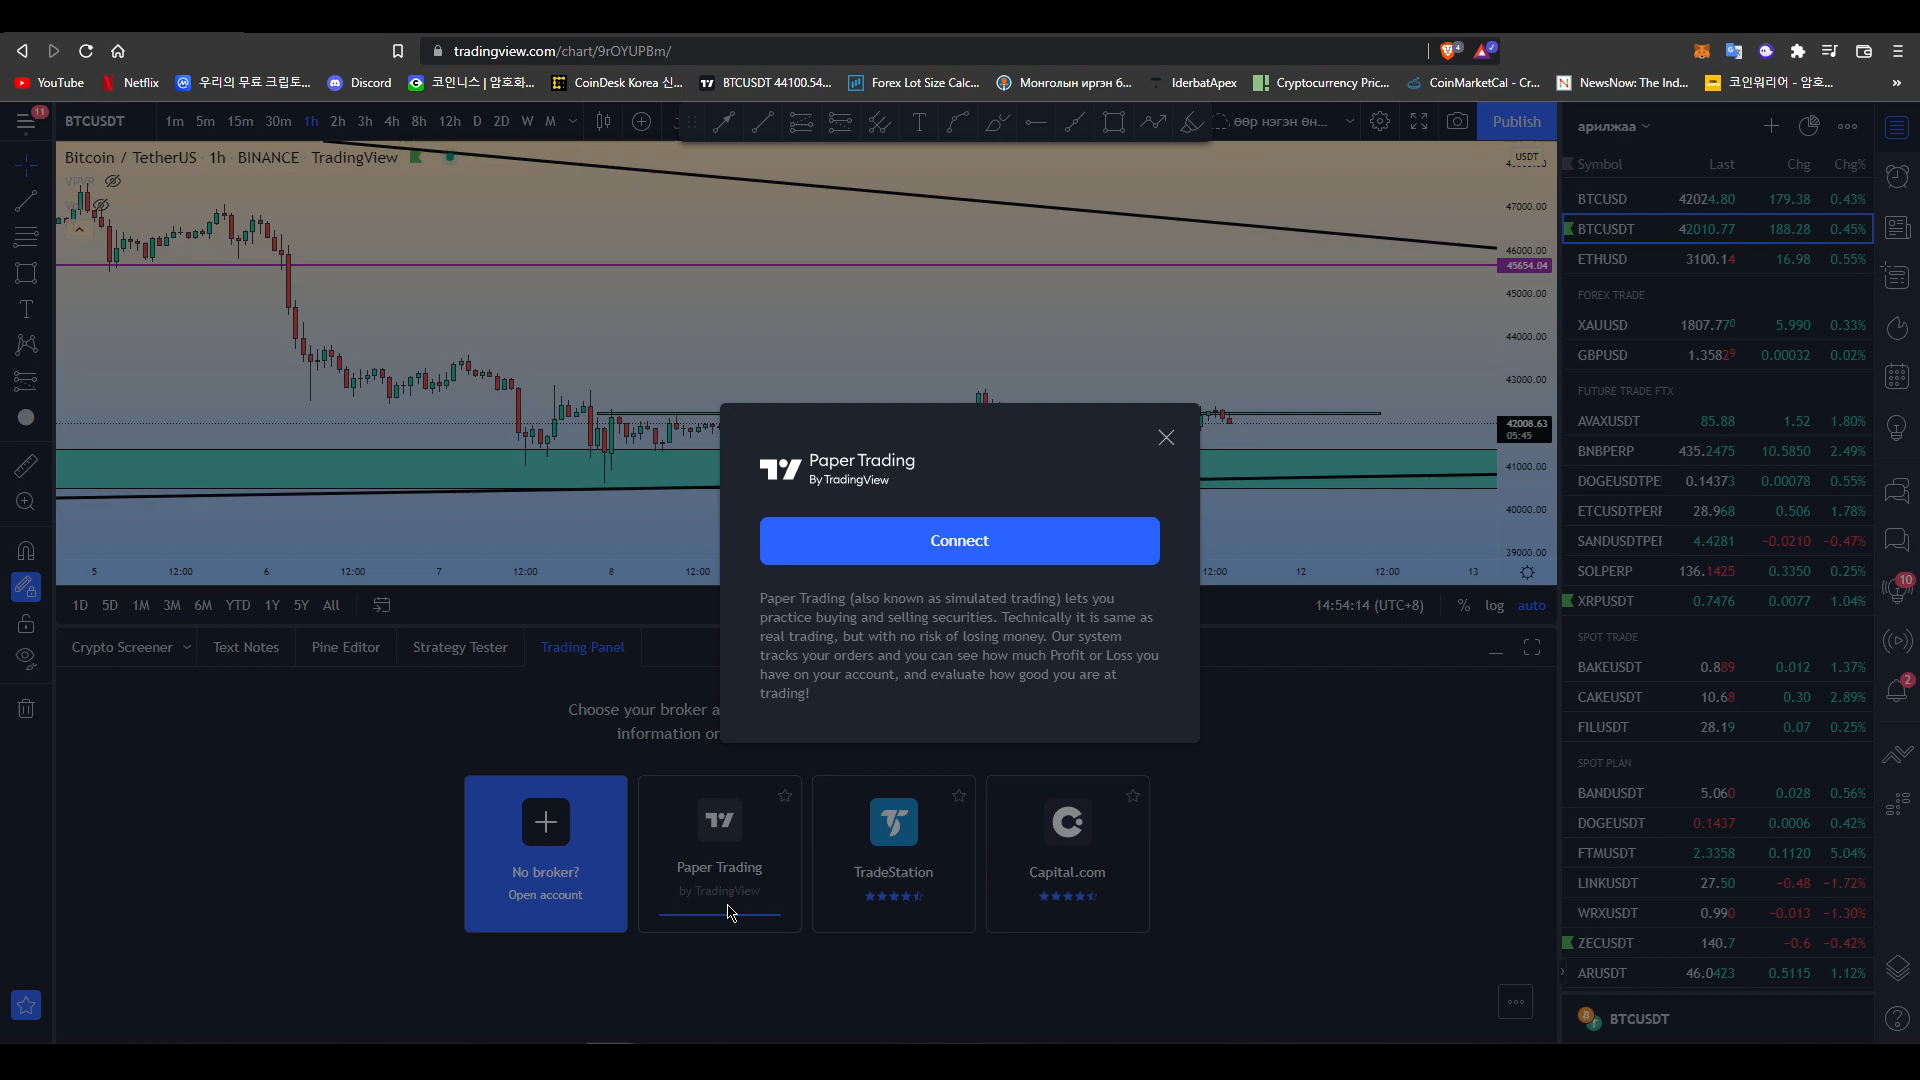 tradingview.com/chart/9rOYUPBm/
4
YouTube
Netflix
우리의 무료 크립토...
Discord
코인니스 | 암호화...
CoinDesk Korea 신...
BTCUSDT 44100.54...
Forex Lot Size Calc...
Монголын иргэн б...
IderbatApex
Cryptocurrency Pric...
CoinMarketCal - Cr...
NewsNow: The Ind...
코인워리어 - 암호...
»
11
BTCUSDT
1m 5m 15m 30m 1h 2h 3h 4h 8h 12h D 2D W M
өөр нэгэн өн...
Publish
Bitcoin / TetherUS · 1h · BINANCE · TradingView
VPVR
USDT
47000.00
46000.00
45654.04
45000.00
44000.00
43000.00
42008.63
05:45
41000.00
40000.00
39000.00
5 12:00 6 12:00 7 12:00 8 12:00 12:00 12 12:00 13
1D 5D 1M 3M 6M YTD 1Y 5Y All
14:54:14 (UTC+8) % log auto
Crypto Screener
Text Notes
Pine Editor
Strategy Tester
Trading Panel
Choose your broker a
information or
Paper Trading
By TradingView
Connect
Paper Trading (also known as simulated trading) lets you
practice buying and selling securities. Technically it is same as
real trading, but with no risk of losing money. Our system
tracks your orders and you can see how much Profit or Loss you
have on your account, and evaluate how good you are at
trading!
No broker?
Open account
Paper Trading
by TradingView
TradeStation
Capital.com
арилжаа
Symbol Last Chg Chg%
BTCUSD 42024.80 179.38 0.43%
BTCUSDT 42010.77 188.28 0.45%
ETHUSD 3100.14 16.98 0.55%
FOREX TRADE
XAUUSD 1807.770 5.990 0.33%
GBPUSD 1.35829 0.00032 0.02%
FUTURE TRADE FTX
AVAXUSDT 85.88 1.52 1.80%
BNBPERP 435.2475 10.5850 2.49%
DOGEUSDTPE 0.14373 0.00078 0.55%
ETCUSDTPERF 28.968 0.506 1.78%
SANDUSDTPEF 4.4281 −0.0210 −0.47%
SOLPERP 136.1425 0.3350 0.25%
XRPUSDT 0.7476 0.0077 1.04%
SPOT TRADE
BAKEUSDT 0.889 0.012 1.37%
CAKEUSDT 10.68 0.30 2.89%
FILUSDT 28.19 0.07 0.25%
SPOT PLAN
BANDUSDT 5.060 0.028 0.56%
DOGEUSDT 0.1437 0.0006 0.42%
FTMUSDT 2.3358 0.1120 5.04%
LINKUSDT 27.50 −0.48 −1.72%
WRXUSDT 0.990 −0.013 −1.30%
ZECUSDT 140.7 −0.6 −0.42%
ARUSDT 46.0423 0.5115 1.12%
BTCUSDT
10
2